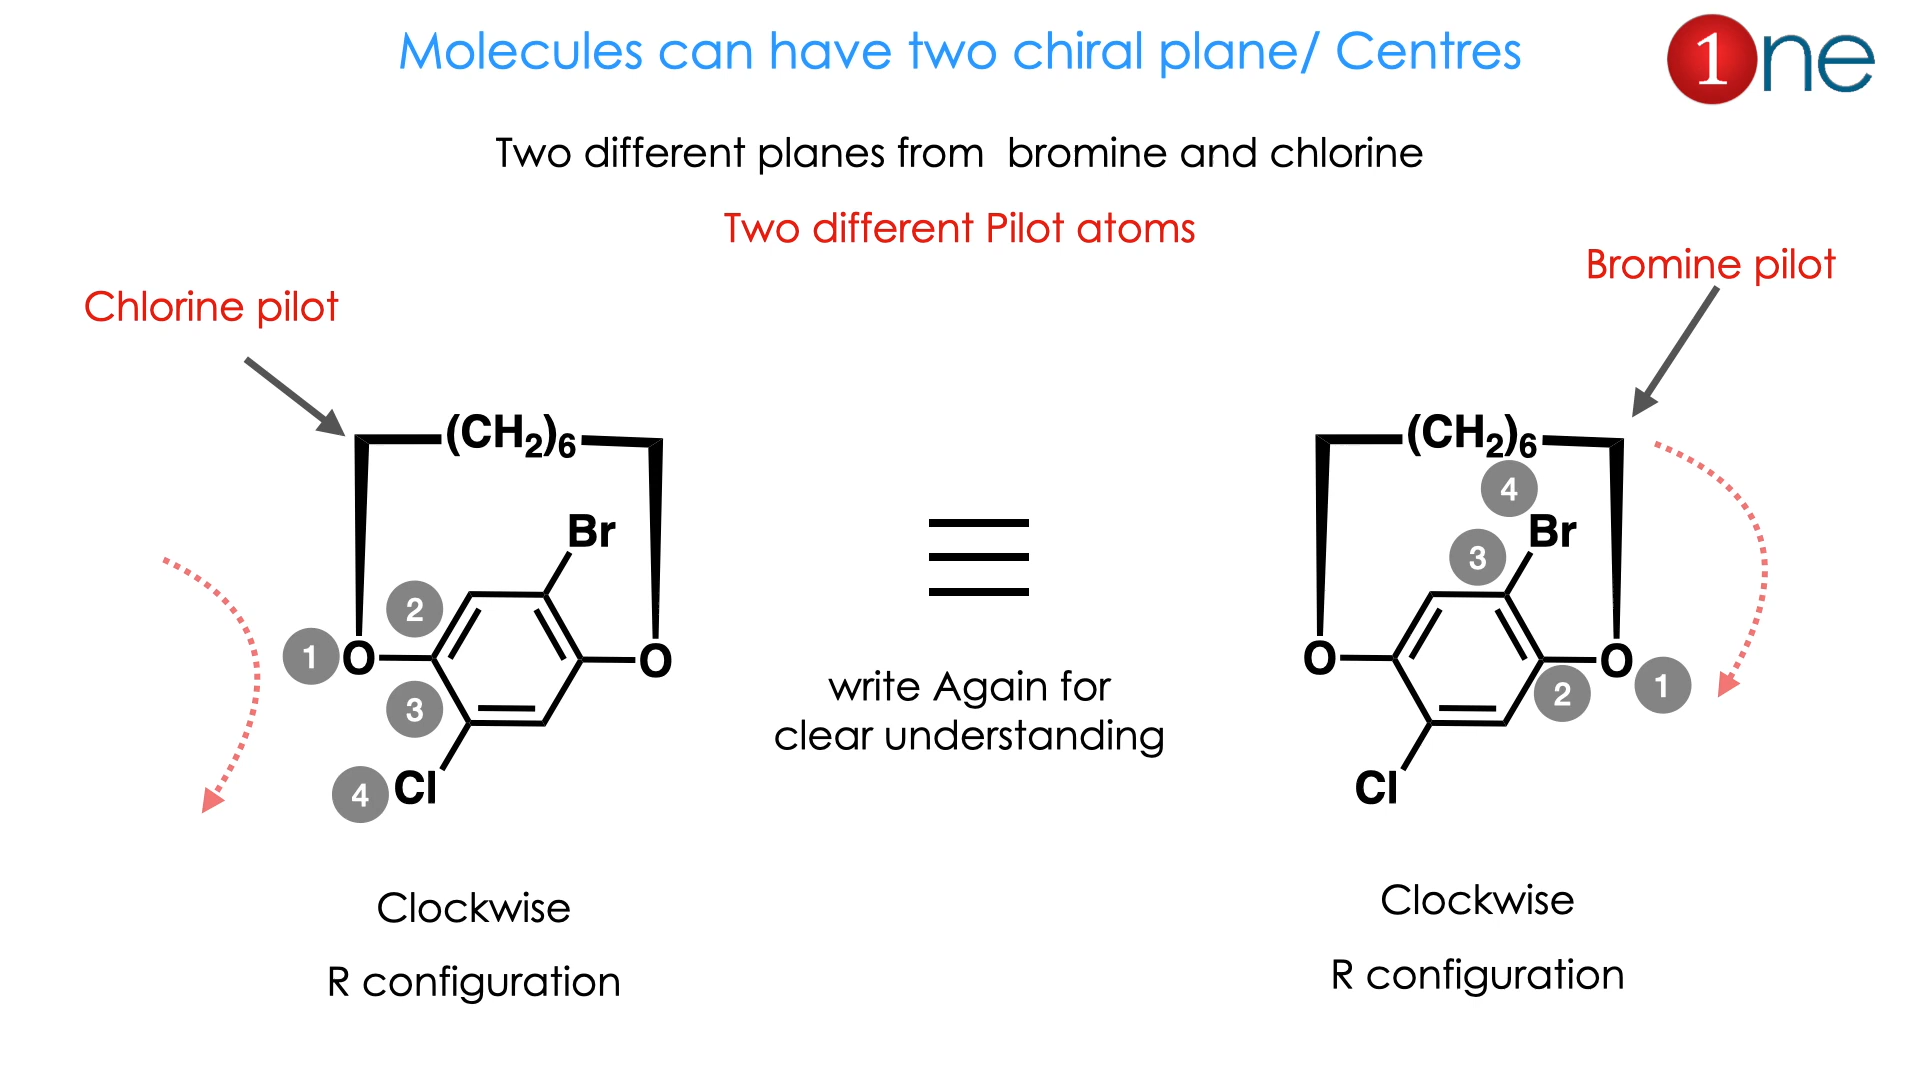 Molecules can have two chiral plane/ Centres
1ne
Two different planes from bromine and chlorine
Two different Pilot atoms
Bromine pilot
Chlorine pilot
(CH2)6
(CH2)6
4
Br
Br
3
2
1
O
O
3
4
Cl
write Again for
clear understanding
O
O
2
1
Cl
Clockwise
Clockwise
R configuration
R configuration